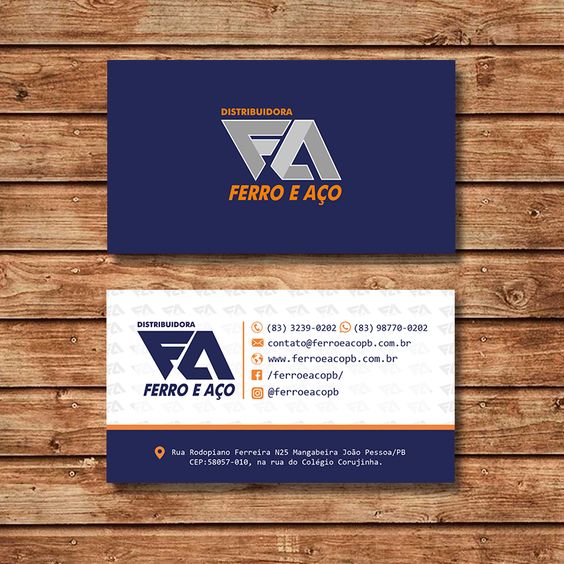 DISTRIBUIDORA
FA
FERRO E AÇO
DISTRIBUIDORA
FA
FERRO E AÇO
(83) 3239-0202 (83) 98770-0202
contato@ferroeacopb.com.br
www.ferroeacopb.com.br
/ferroeacopb/
@ferroeacopb
Rua Rodopiano Ferreira N25 Mangabeira João Pessoa/PB
CEP:58057-010, na rua do Colégio Corujinha.